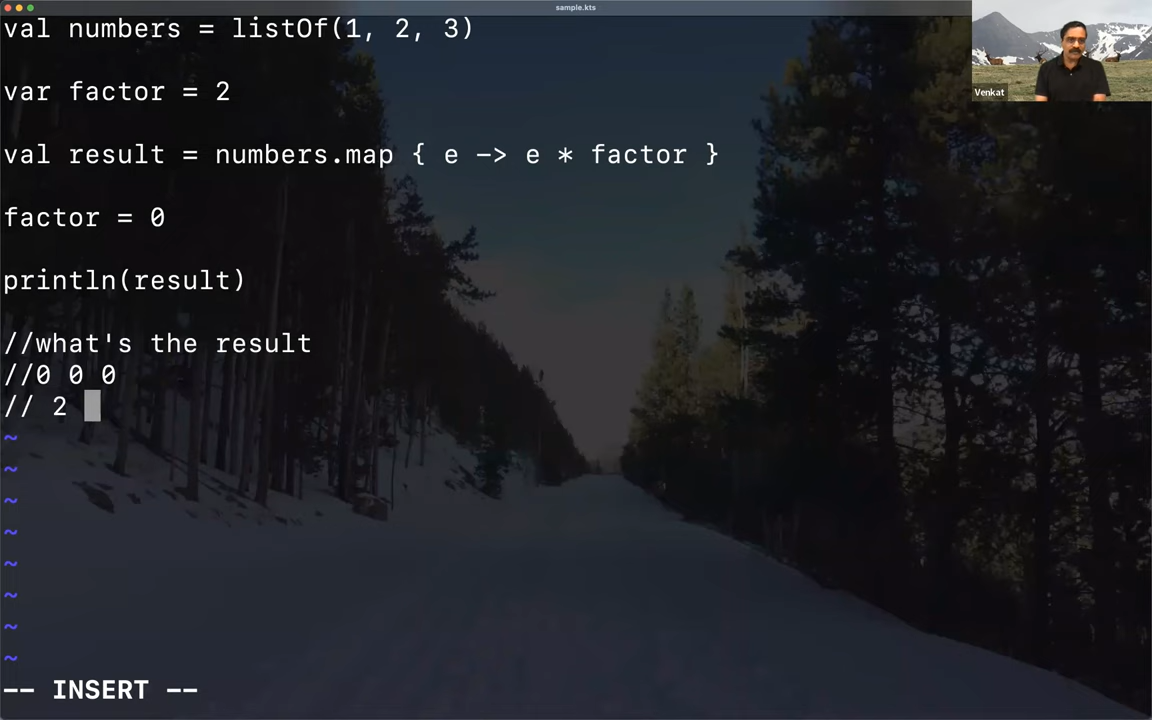 sample.kts
val numbers = listOf(1, 2, 3)
Venkat
var factor = 2
val result = numbers.map { e -> e * factor }
factor = 0
println(result)
//what's the result
//0 0 0
// 2
~
~
~
~
~
~
~
~
-- INSERT --